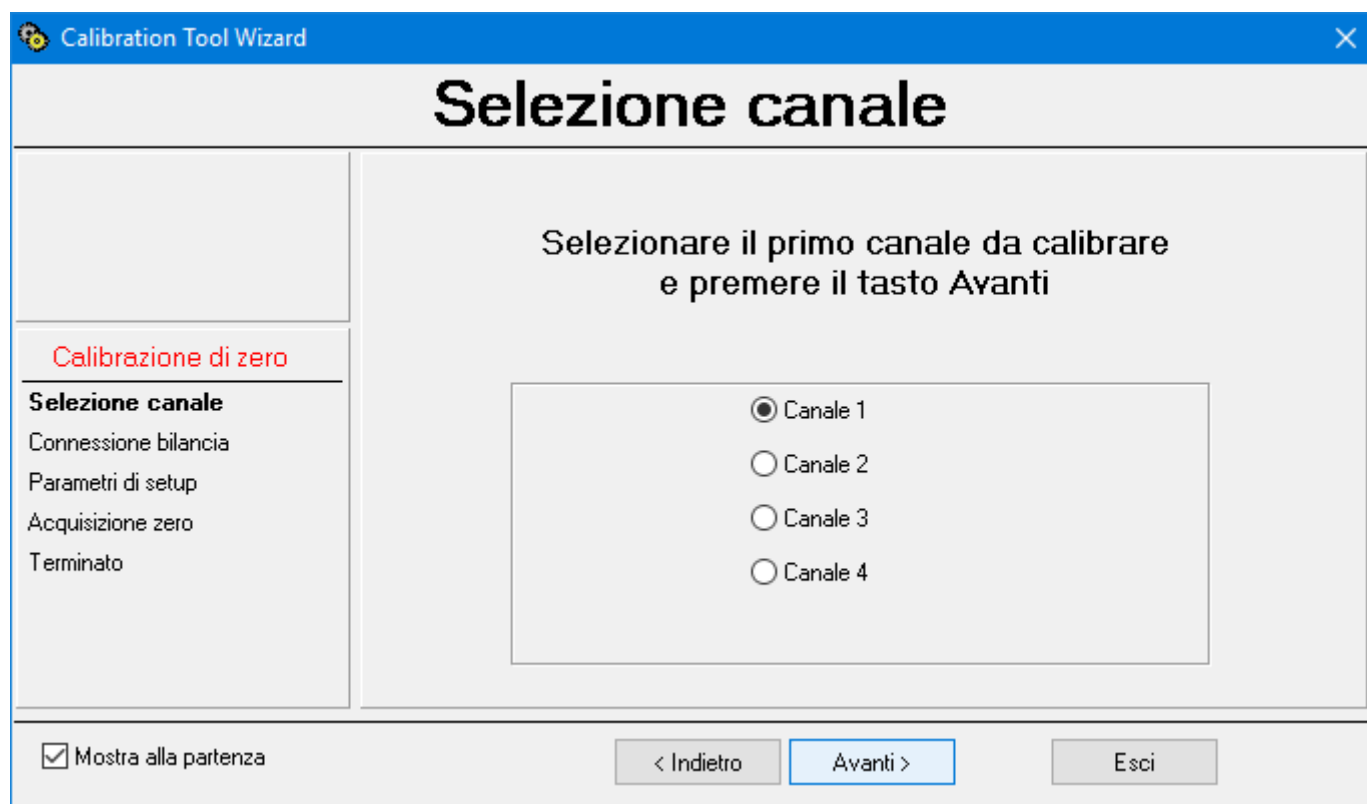 Calibration Tool Wizard
Selezione canale
Selezionare il primo canale da calibrare
e premere il tasto Avanti
Calibrazione di zero
Selezione canale
Connessione bilancia
Parametri di setup
Acquisizione zero
Terminato
Canale 1
Canale 2
Canale 3
Canale 4
Mostra alla partenza
< Indietro
Avanti >
Esci